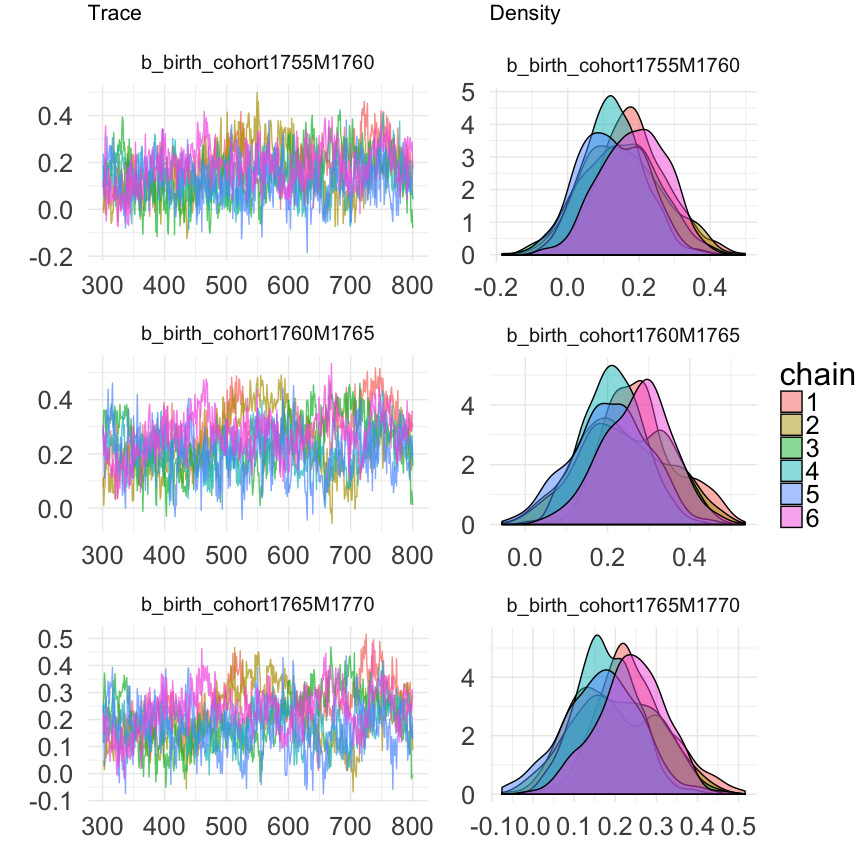 Trace
Density
b_birth_cohort1755M1760
b_birth_cohort1755M1760
0.4
0.2
0.0
-0.2
300 400 500 600 700 800
5
4
3
2
1
0
-0.2 0.0 0.2 0.4
b_birth_cohort1760M1765
b_birth_cohort1760M1765
0.4
0.2
0.0
300 400 500 600 700 800
4
2
0
0.0 0.2 0.4
b_birth_cohort1765M1770
b_birth_cohort1765M1770
0.5
0.4
0.3
0.2
0.1
0.0
-0.1
300 400 500 600 700 800
4
2
0
-0.10.0 0.1 0.2 0.3 0.4 0.5
chain
1
2
3
4
5
6